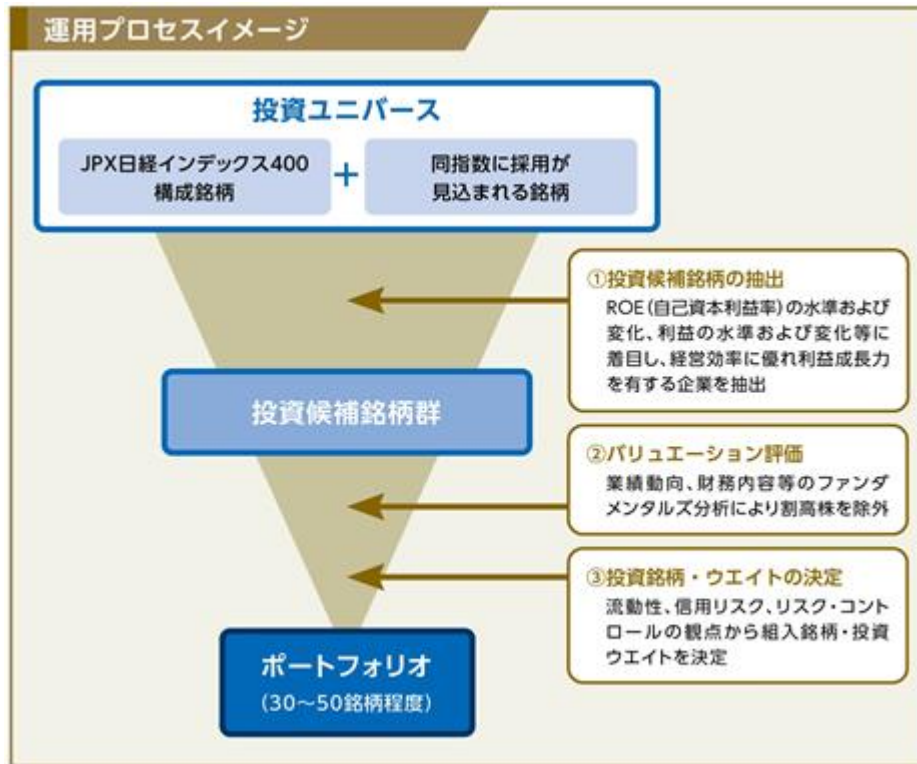 運用プロセスイメージ
投資ユニバース
JPX日経インデックス400
構成銘柄
+
同指数に採用が
見込まれる銘柄
①投資候補銘柄の抽出
ROE(自己資本利益率)の水準および
変化、利益の水準および変化等に
着目し、経営効率に優れ利益成長力
を有する企業を抽出
投資候補銘柄群
②バリュエーション評価
業績動向、財務内容等のファンダ
メンタルズ分析により割高株を除外
③投資銘柄・ウエイトの決定
流動性、信用リスク、リスク・コント
ロールの観点から組入銘柄・投資
ウエイトを決定
ポートフォリオ
(30〜50銘柄程度)